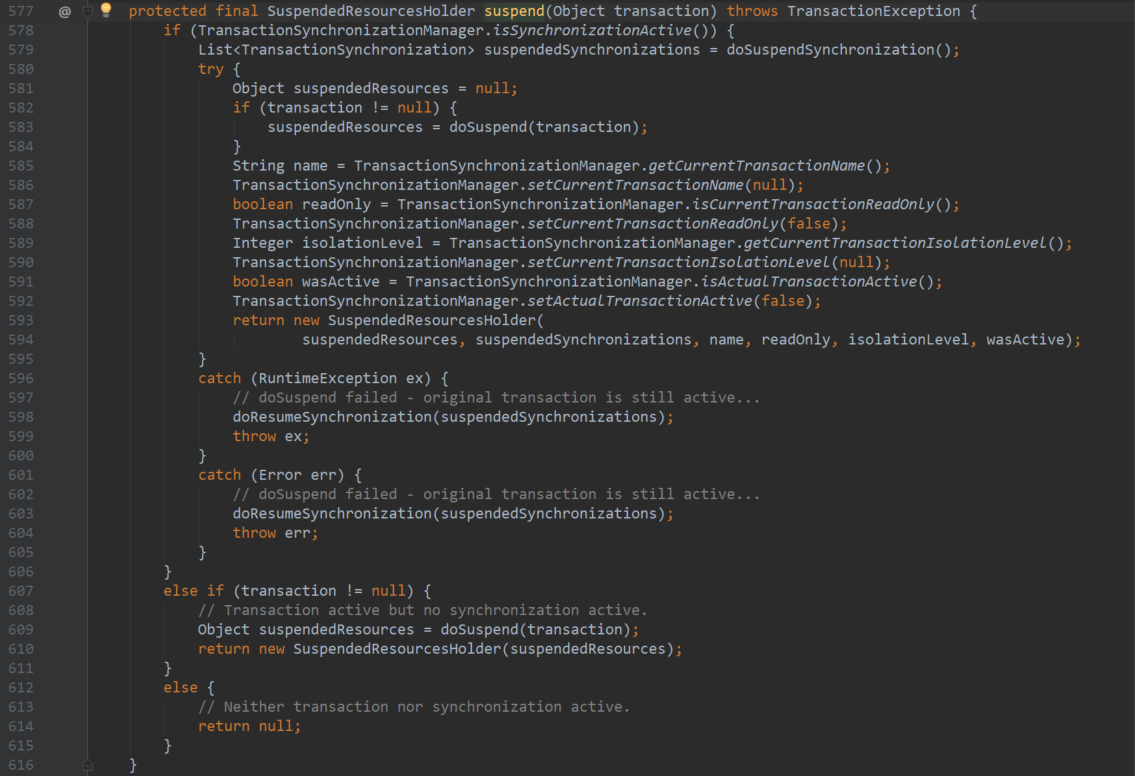 577 @ protected final SuspendedResourcesHolder suspend(Object transaction) throws TransactionException {
578 if (TransactionSynchronizationManager.isSynchronizationActive()) {
579 List<TransactionSynchronization> suspendedSynchronizations = doSuspendSynchronization();
580 try {
581 Object suspendedResources = null;
582 if (transaction != null) {
583 suspendedResources = doSuspend(transaction);
584 }
585 String name = TransactionSynchronizationManager.getCurrentTransactionName();
586 TransactionSynchronizationManager.setCurrentTransactionName(null);
587 boolean readOnly = TransactionSynchronizationManager.isCurrentTransactionReadOnly();
588 TransactionSynchronizationManager.setCurrentTransactionReadOnly(false);
589 Integer isolationLevel = TransactionSynchronizationManager.getCurrentTransactionIsolationLevel();
590 TransactionSynchronizationManager.setCurrentTransactionIsolationLevel(null);
591 boolean wasActive = TransactionSynchronizationManager.isActualTransactionActive();
592 TransactionSynchronizationManager.setActualTransactionActive(false);
593 return new SuspendedResourcesHolder(
594 suspendedResources, suspendedSynchronizations, name, readOnly, isolationLevel, wasActive);
595 }
596 catch (RuntimeException ex) {
597 // doSuspend failed - original transaction is still active...
598 doResumeSynchronization(suspendedSynchronizations);
599 throw ex;
600 }
601 catch (Error err) {
602 // doSuspend failed - original transaction is still active...
603 doResumeSynchronization(suspendedSynchronizations);
604 throw err;
605 }
606 }
607 else if (transaction != null) {
608 // Transaction active but no synchronization active.
609 Object suspendedResources = doSuspend(transaction);
610 return new SuspendedResourcesHolder(suspendedResources);
611 }
612 else {
613 // Neither transaction nor synchronization active.
614 return null;
615 }
616 }